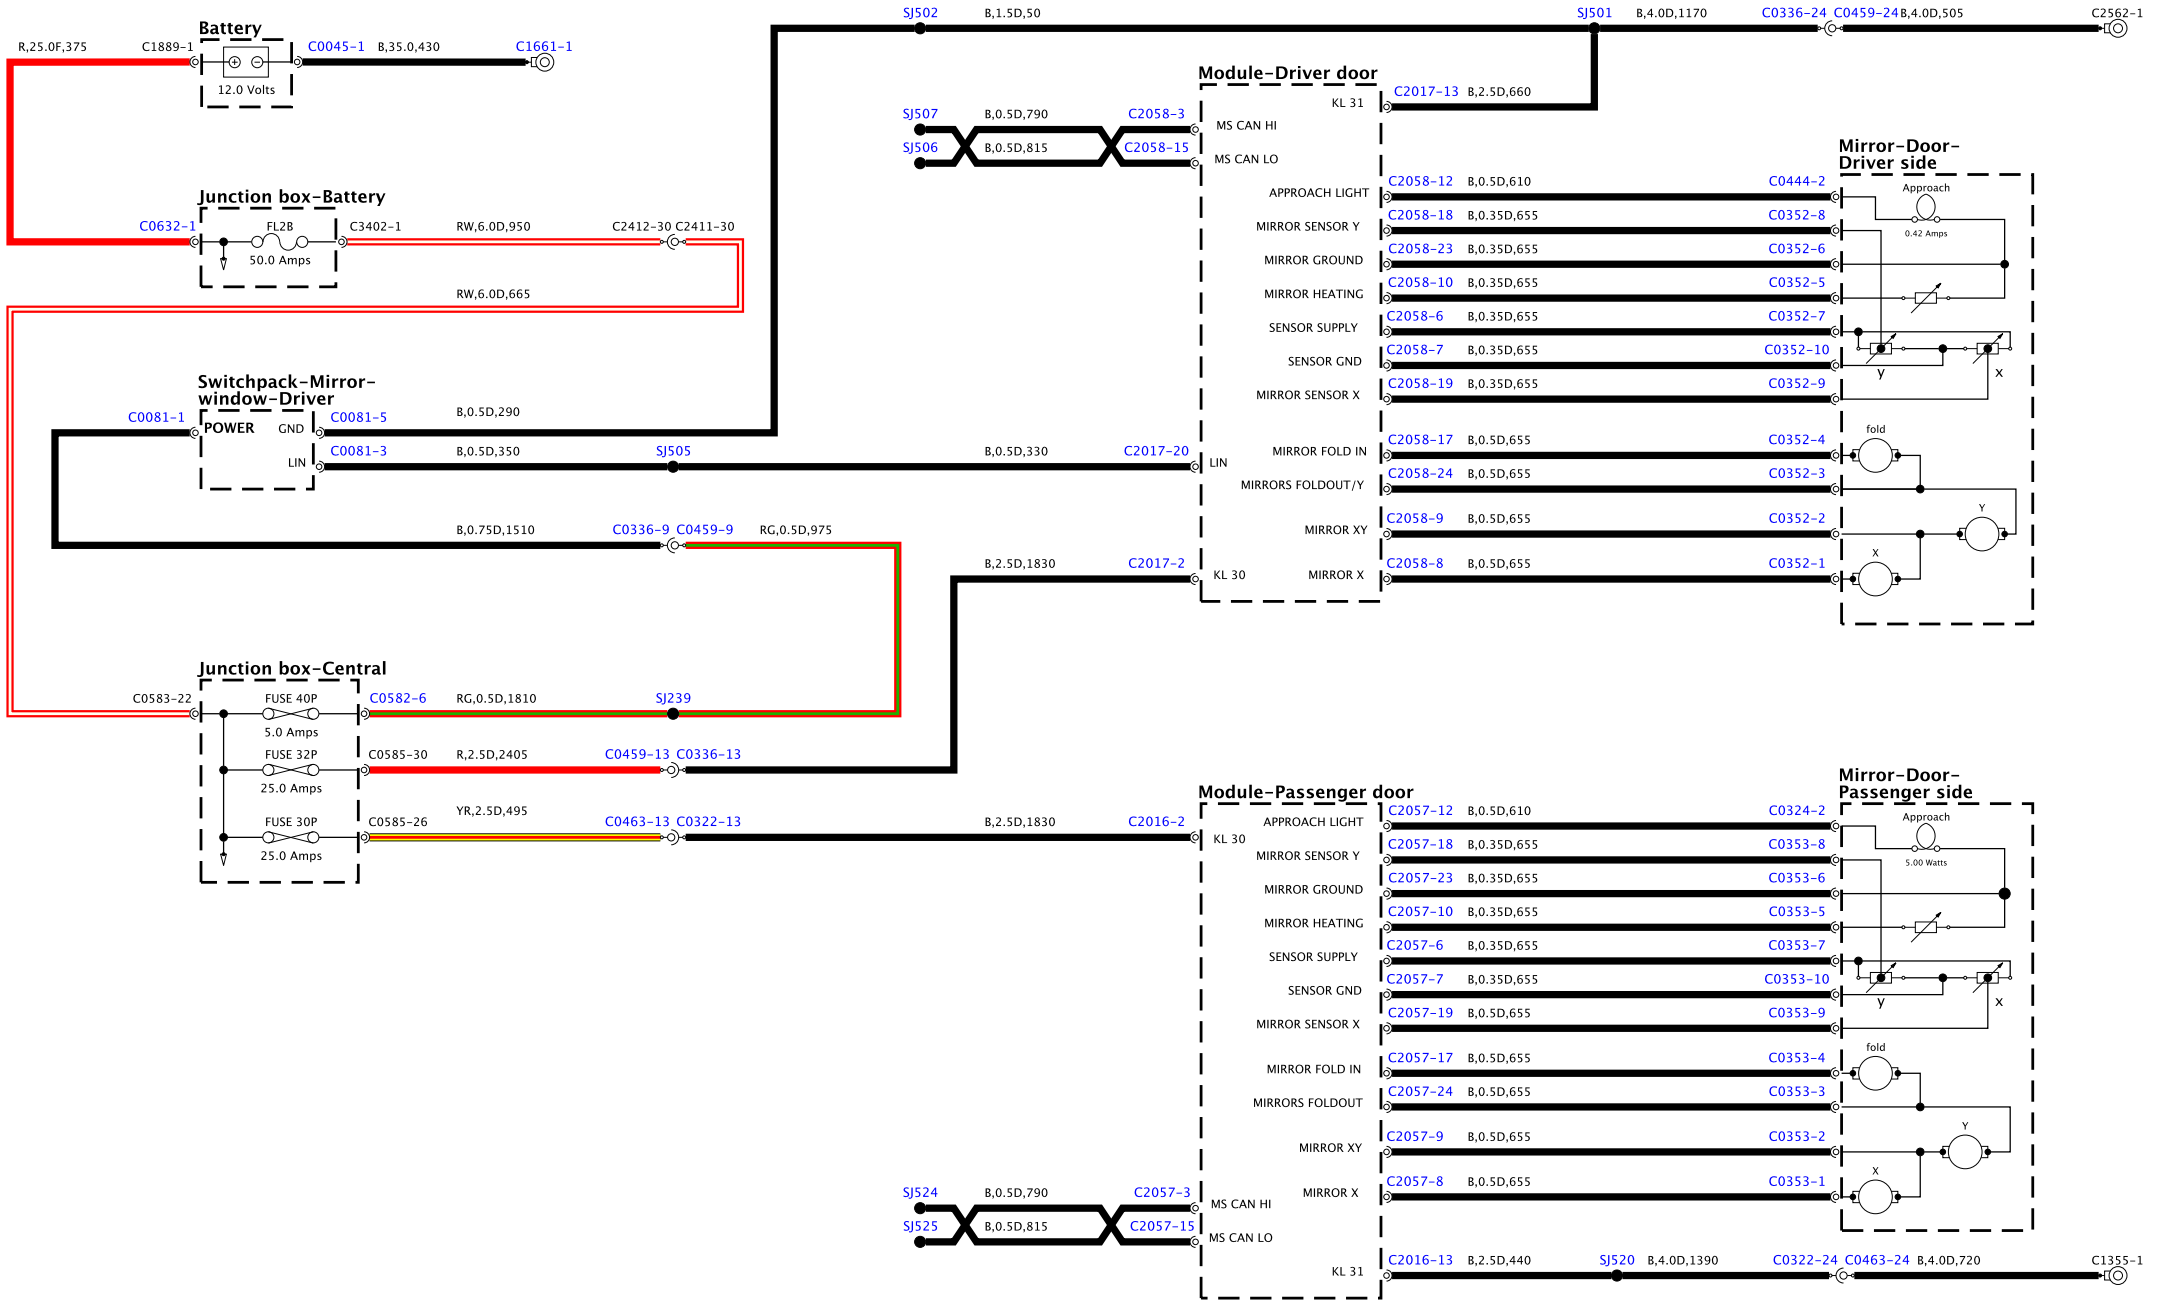 SJ502
B,1.5D,50
SJ501
B,4.0D,1170
C0336-24
C0459-24
B,4.0D,505
C2562-1
Battery
R,25.0F,375
C1889-1
C0045-1
B,35.0,430
C1661-1
+
-
12.0 Volts
Module-Driver door
KL 31
C2017-13
B,2.5D,660
SJ507
B,0.5D,790
C2058-3
MS CAN HI
SJ506
B,0.5D,815
C2058-15
MS CAN LO
Mirror-Door-
Driver side
APPROACH LIGHT
C2058-12
B,0.5D,610
C0444-2
Approach
0.42 Amps
MIRROR SENSOR Y
C2058-18
B,0.35D,655
C0352-8
MIRROR GROUND
C2058-23
B,0.35D,655
C0352-6
MIRROR HEATING
C2058-10
B,0.35D,655
C0352-5
SENSOR SUPPLY
C2058-6
B,0.35D,655
C0352-7
SENSOR GND
C2058-7
B,0.35D,655
C0352-10
y
x
MIRROR SENSOR X
C2058-19
B,0.35D,655
C0352-9
MIRROR FOLD IN
C2058-17
B,0.5D,655
C0352-4
fold
MIRRORS FOLDOUT/Y
C2058-24
B,0.5D,655
C0352-3
MIRROR XY
C2058-9
B,0.5D,655
C0352-2
Y
MIRROR X
C2058-8
B,0.5D,655
C0352-1
X
Junction box-Battery
C0632-1
FL2B
50.0 Amps
C3402-1
RW,6.0D,950
C2412-30
C2411-30
RW,6.0D,665
Switchpack-Mirror-
window-Driver
C0081-1
POWER
GND
C0081-5
B,0.5D,290
LIN
C0081-3
B,0.5D,350
SJ505
B,0.5D,330
C2017-20
LIN
B,0.75D,1510
C0336-9
C0459-9
RG,0.5D,975
B,2.5D,1830
C2017-2
KL 30
Junction box-Central
C0583-22
FUSE 40P
5.0 Amps
C0582-6
RG,0.5D,1810
SJ239
FUSE 32P
25.0 Amps
C0585-30
R,2.5D,2405
C0459-13
C0336-13
FUSE 30P
25.0 Amps
C0585-26
YR,2.5D,495
C0463-13
C0322-13
B,2.5D,1830
C2016-2
KL 30
Module-Passenger door
Mirror-Door-
Passenger side
APPROACH LIGHT
C2057-12
B,0.5D,610
C0324-2
Approach
5.00 Watts
MIRROR SENSOR Y
C2057-18
B,0.35D,655
C0353-8
MIRROR GROUND
C2057-23
B,0.35D,655
C0353-6
MIRROR HEATING
C2057-10
B,0.35D,655
C0353-5
SENSOR SUPPLY
C2057-6
B,0.35D,655
C0353-7
SENSOR GND
C2057-7
B,0.35D,655
C0353-10
y
x
MIRROR SENSOR X
C2057-19
B,0.35D,655
C0353-9
MIRROR FOLD IN
C2057-17
B,0.5D,655
C0353-4
fold
MIRRORS FOLDOUT
C2057-24
B,0.5D,655
C0353-3
MIRROR XY
C2057-9
B,0.5D,655
C0353-2
Y
MIRROR X
C2057-8
B,0.5D,655
C0353-1
X
SJ524
B,0.5D,790
C2057-3
MS CAN HI
SJ525
B,0.5D,815
C2057-15
MS CAN LO
KL 31
C2016-13
B,2.5D,440
SJ520
B,4.0D,1390
C0322-24
C0463-24
B,4.0D,720
C1355-1